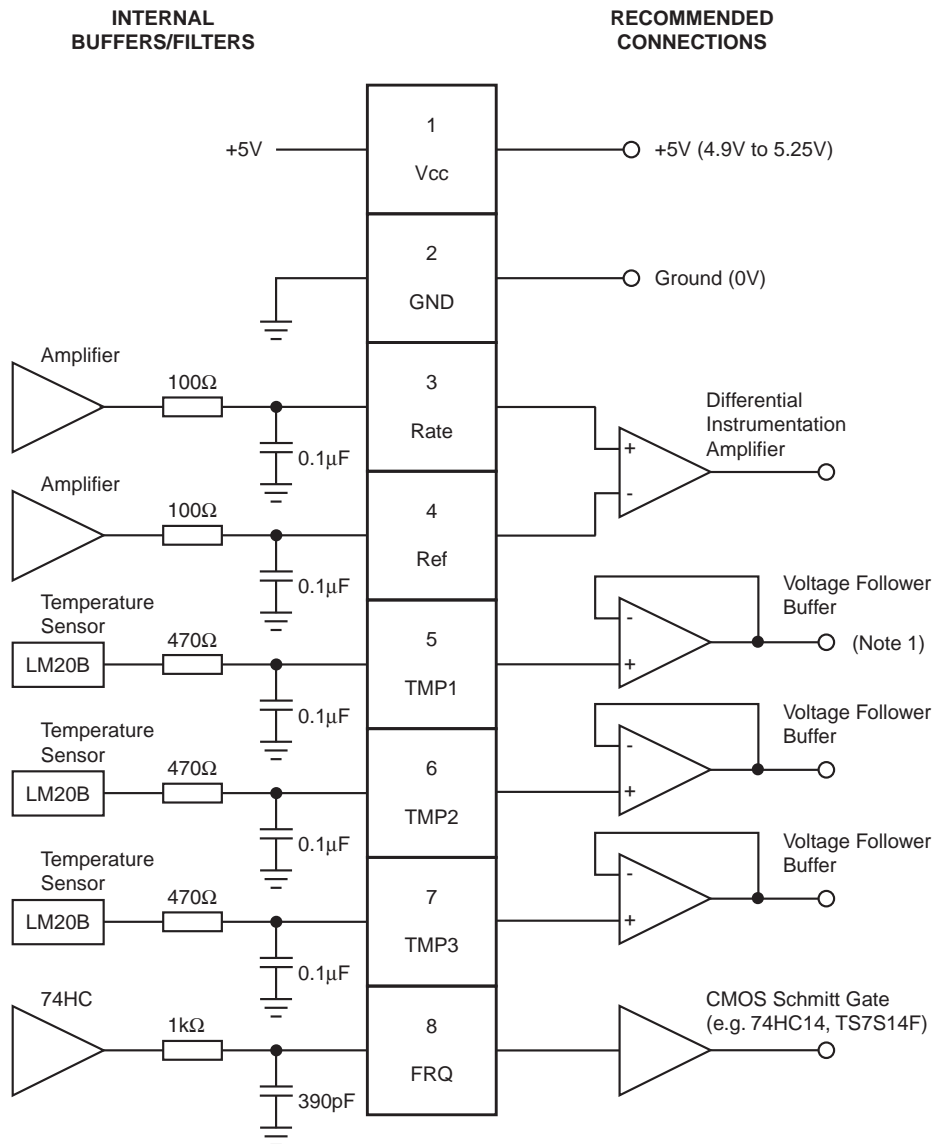 INTERNAL
BUFFERS/FILTERS
RECOMMENDED
CONNECTIONS
+5V
1
Vcc
+5V (4.9V to 5.25V)
2
GND
Ground (0V)
Amplifier
100Ω
0.1μF
3
Rate
Differential
Instrumentation
Amplifier
+
-
Amplifier
100Ω
0.1μF
4
Ref
Temperature
Sensor
LM20B
470Ω
0.1μF
5
TMP1
-
+
Voltage Follower
Buffer
(Note 1)
Temperature
Sensor
LM20B
470Ω
0.1μF
6
TMP2
-
+
Voltage Follower
Buffer
Temperature
Sensor
LM20B
470Ω
0.1μF
7
TMP3
-
+
Voltage Follower
Buffer
74HC
1kΩ
390pF
8
FRQ
CMOS Schmitt Gate
(e.g. 74HC14, TS7S14F)